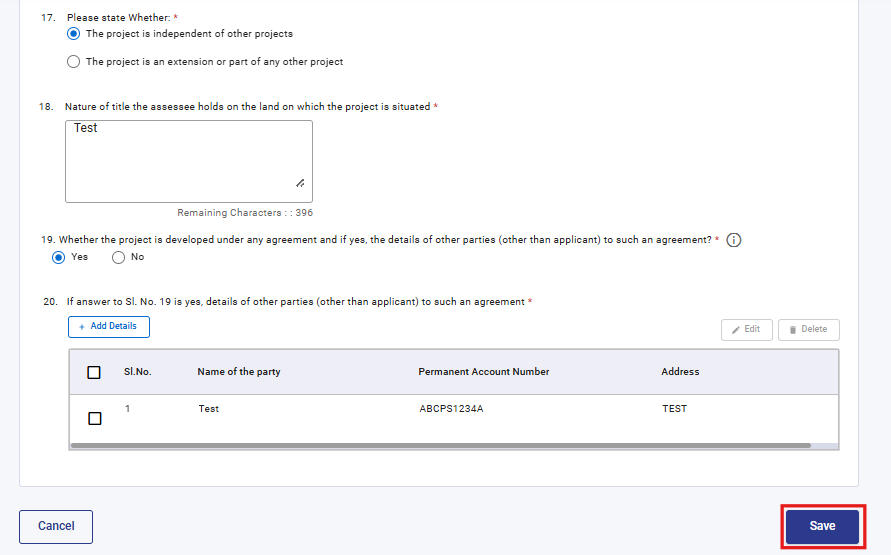 17. Please state Whether: *
The project is independent of other projects
The project is an extension or part of any other project
18. Nature of title the assessee holds on the land on which the project is situated *
Test
Remaining Characters : : 396
19. Whether the project is developed under any agreement and if yes, the details of other parties (other than applicant) to such an agreement? *
Yes No
20. If answer to Sl. No. 19 is yes, details of other parties (other than applicant) to such an agreement *
+ Add Details Edit Delete
Sl.No. Name of the party Permanent Account Number Address
1 Test ABCPS1234A TEST
Cancel Save